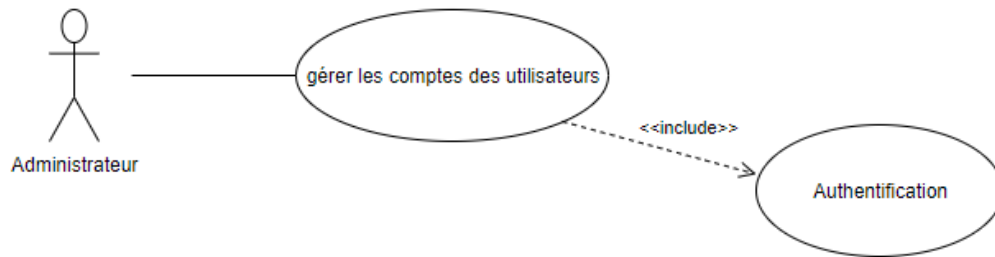 gérer les comptes des utilisateurs
<<include>>
Administrateur
Authentification